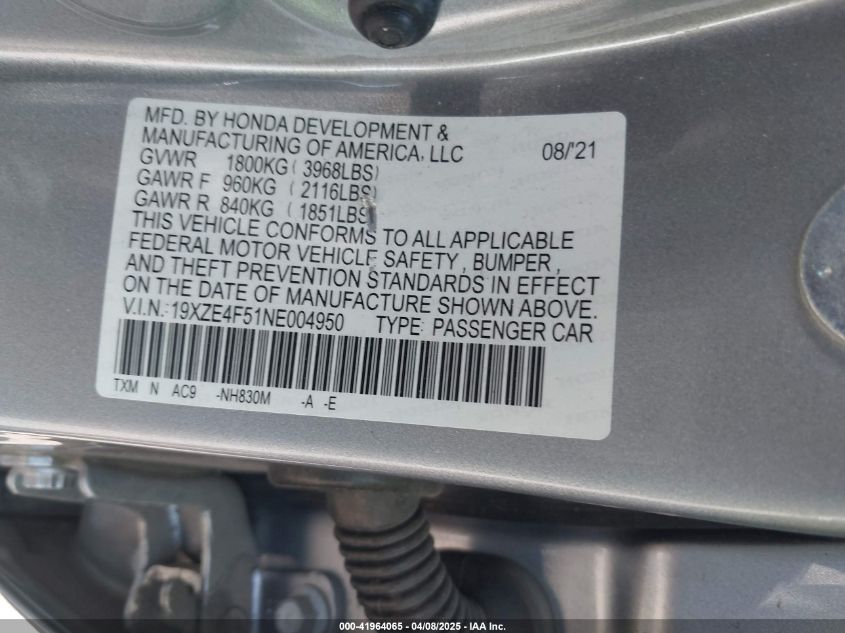 MFD. BY HONDA DEVELOPMENT &
MANUFACTURING OF AMERICA, LLC 08/'21
GVWR 1800KG ( 3968LBS)
GAWR F 960KG ( 2116LBS)
GAWR R 840KG ( 1851LBS)
THIS VEHICLE CONFORMS TO ALL APPLICABLE
FEDERAL MOTOR VEHICLE SAFETY, BUMPER,
AND THEFT PREVENTION STANDARDS IN EFFECT
ON THE DATE OF MANUFACTURE SHOWN ABOVE.
V.I.N.: 19XZE4F51NE004950 TYPE: PASSENGER CAR
TXM N AC9 -NH830M -A -E
000-41964065 - 04/08/2025 - IAA Inc.